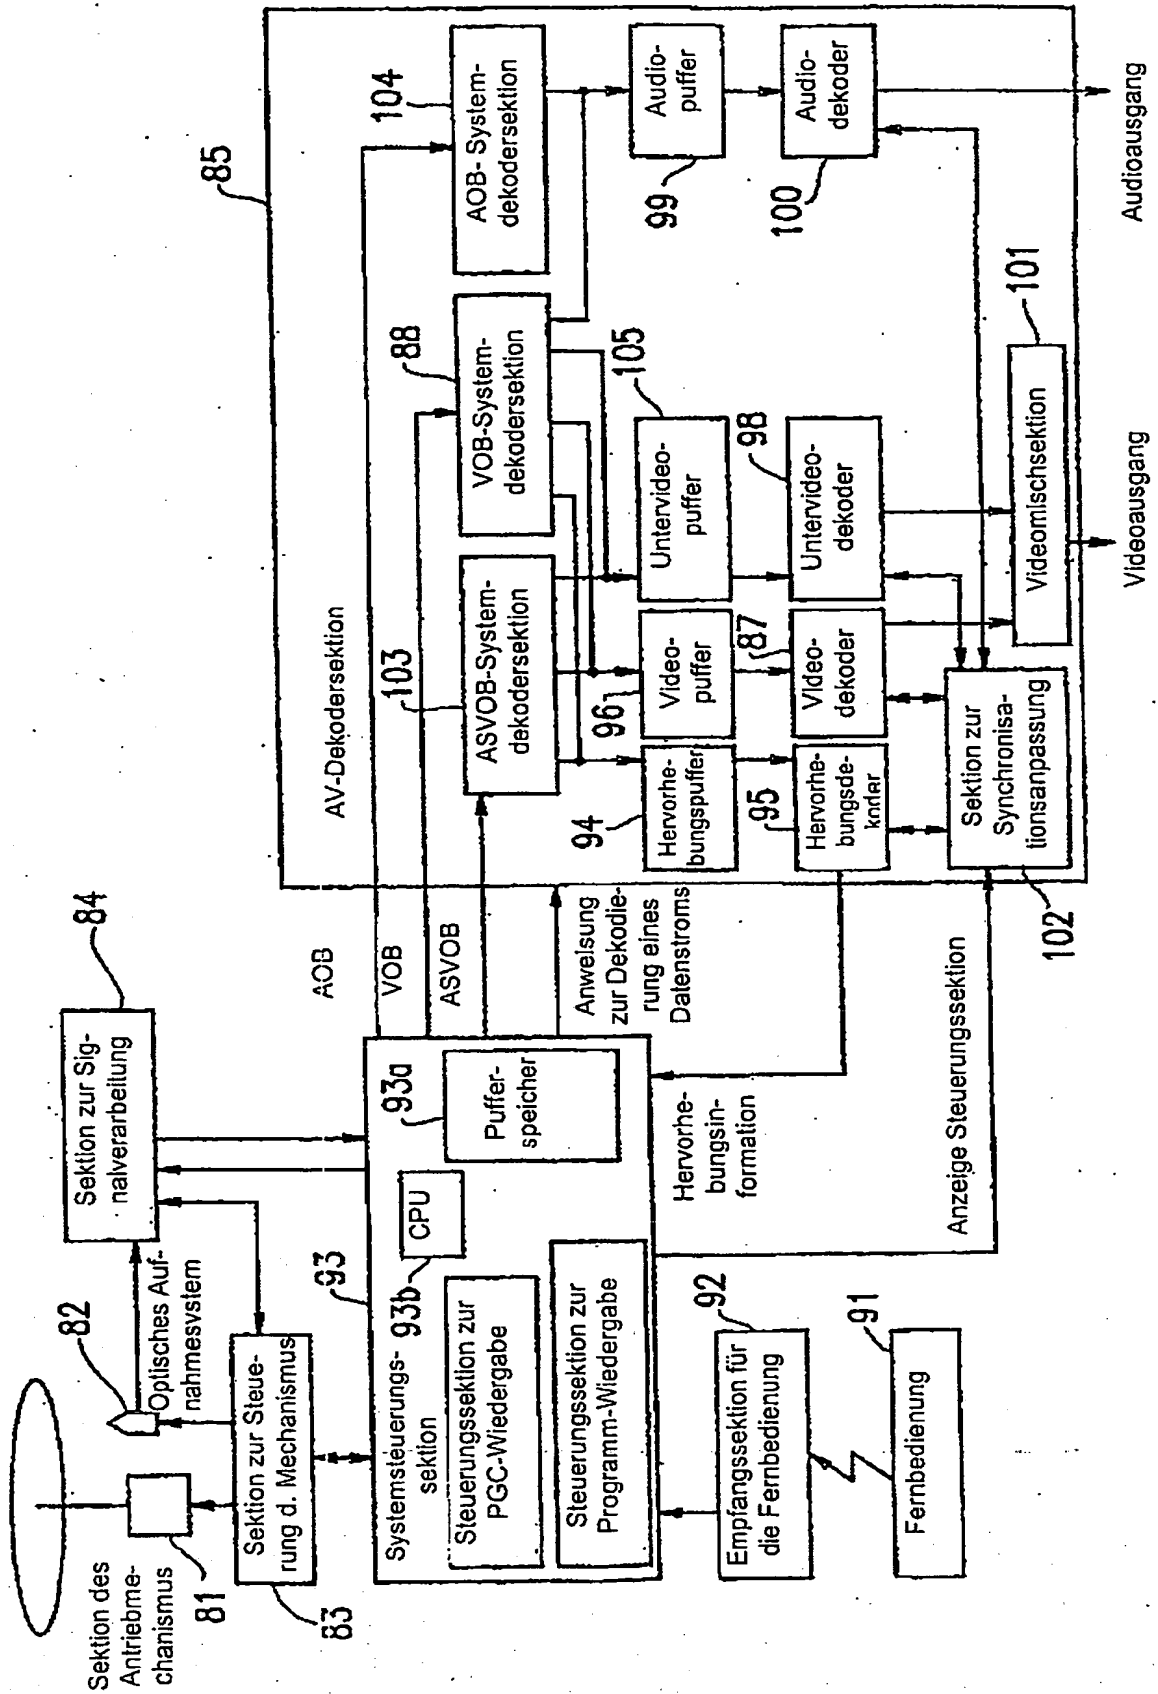 Sektion des
Antriebme-
chanismus
81
82
Optisches Auf-
nahmesystem
Sektion zur Steue-
rung d. Mechanismus
83
Sektion zur Sig-
nalverarbeitung
84
93
Systemsteuerungs-
sektion
93b
CPU
93a
Puffer-
speicher
Steuerungssektion zur
PGC-Wiedergabe
Steuerungssektion zur
Programm-Wiedergabe
Empfangssektion für
die Fernbedienung
92
Fernbedienung
91
AOB
VOB
ASVOB
Anweisung
zur Dekodie-
rung eines
Datenstroms
Hervorhe-
bungsin-
formation
Anzeige Steuerungssektion
85
AV-Dekodersektion
103
ASVOB-System-
dekodersektion
88
VOB-System-
dekodersektion
104
AOB- System-
dekodersektion
94
Hervorhe-
bungspuffer
96
Video-
puffer
105
Untervideo-
puffer
99
Audio-
puffer
95
Hervorhe-
bungsde-
koder
87
Video-
dekoder
98
Untervideo-
dekoder
100
Audio-
dekoder
Sektion zur
Synchronisa-
tionsanpassung
102
101
Videomischsektion
Videoausgang
Audioausgang